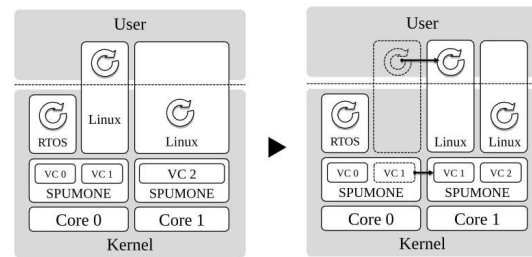 User
Linux
RTOS
Linux
VC 0
VC 1
VC 2
SPUMONE
SPUMONE
Core 0
Core 1
Kernel
User
RTOS
Linux
Linux
VC 0
VC 1
VC 1
VC 2
SPUMONE
SPUMONE
Core 0
Core 1
Kernel